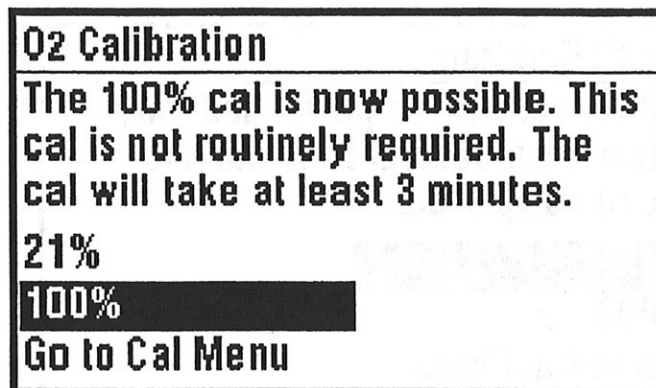 O2 Calibration
The 100% cal is now possible. This
cal is not routinely required. The
cal will take at least 3 minutes.
21%
100%
Go to Cal Menu